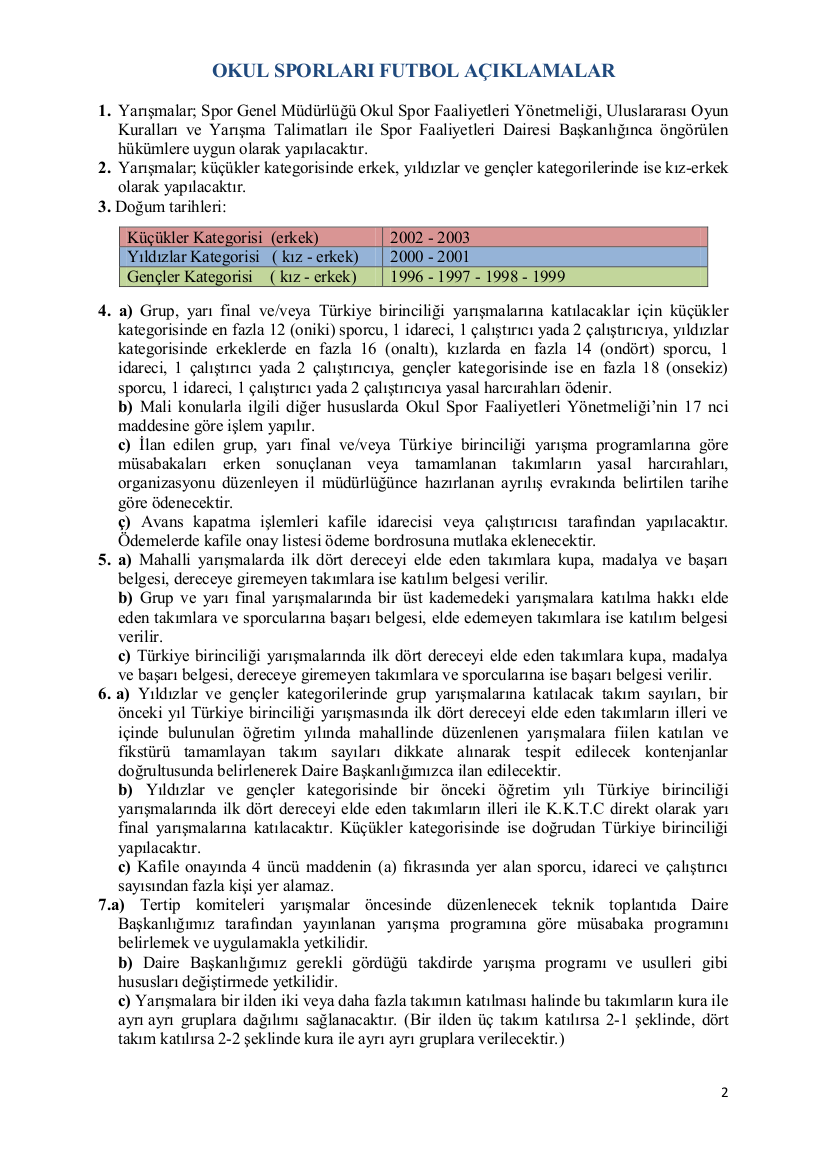 OKUL SPORLARI FUTBOL AÇIKLAMALAR
1. Yarışmalar; Spor Genel Müdürlüğü Okul Spor Faaliyetleri Yönetmeliği, Uluslararası Oyun
Kuralları ve Yarışma Talimatları ile Spor Faaliyetleri Dairesi Başkanlığınca öngörülen
hükümlere uygun olarak yapılacaktır.
2. Yarışmalar; küçükler kategorisinde erkek, yıldızlar ve gençler kategorilerinde ise kız-erkek
olarak yapılacaktır.
3. Doğum tarihleri:
Küçükler Kategorisi (erkek) 2002 - 2003
Yıldızlar Kategorisi ( kız - erkek) 2000 - 2001
Gençler Kategorisi ( kız - erkek) 1996 - 1997 - 1998 - 1999
4. a) Grup, yarı final ve/veya Türkiye birinciliği yarışmalarına katılacaklar için küçükler
kategorisinde en fazla 12 (oniki) sporcu, 1 idareci, 1 çalıştırıcı yada 2 çalıştırıcıya, yıldızlar
kategorisinde erkeklerde en fazla 16 (onaltı), kızlarda en fazla 14 (ondört) sporcu, 1
idareci, 1 çalıştırıcı yada 2 çalıştırıcıya, gençler kategorisinde ise en fazla 18 (onsekiz)
sporcu, 1 idareci, 1 çalıştırıcı yada 2 çalıştırıcıya yasal harcırahları ödenir.
b) Mali konularla ilgili diğer hususlarda Okul Spor Faaliyetleri Yönetmeliği’nin 17 nci
maddesine göre işlem yapılır.
c) İlan edilen grup, yarı final ve/veya Türkiye birinciliği yarışma programlarına göre
müsabakaları erken sonuçlanan veya tamamlanan takımların yasal harcırahları,
organizasyonu düzenleyen il müdürlüğünce hazırlanan ayrılış evrakında belirtilen tarihe
göre ödenecektir.
ç) Avans kapatma işlemleri kafile idarecisi veya çalıştırıcısı tarafından yapılacaktır.
Ödemelerde kafile onay listesi ödeme bordrosuna mutlaka eklenecektir.
5. a) Mahalli yarışmalarda ilk dört dereceyi elde eden takımlara kupa, madalya ve başarı
belgesi, dereceye giremeyen takımlara ise katılım belgesi verilir.
b) Grup ve yarı final yarışmalarında bir üst kademedeki yarışmalara katılma hakkı elde
eden takımlara ve sporcularına başarı belgesi, elde edemeyen takımlara ise katılım belgesi
verilir.
c) Türkiye birinciliği yarışmalarında ilk dört dereceyi elde eden takımlara kupa, madalya
ve başarı belgesi, dereceye giremeyen takımlara ve sporcularına ise başarı belgesi verilir.
6. a) Yıldızlar ve gençler kategorilerinde grup yarışmalarına katılacak takım sayıları, bir
önceki yıl Türkiye birinciliği yarışmasında ilk dört dereceyi elde eden takımların illeri ve
içinde bulunulan öğretim yılında mahallinde düzenlenen yarışmalara fiilen katılan ve
fikstürü tamamlayan takım sayıları dikkate alınarak tespit edilecek kontenjanlar
doğrultusunda belirlenerek Daire Başkanlığımızca ilan edilecektir.
b) Yıldızlar ve gençler kategorisinde bir önceki öğretim yılı Türkiye birinciliği
yarışmalarında ilk dört dereceyi elde eden takımların illeri ile K.K.T.C direkt olarak yarı
final yarışmalarına katılacaktır. Küçükler kategorisinde ise doğrudan Türkiye birinciliği
yapılacaktır.
c) Kafile onayında 4 üncü maddenin (a) fıkrasında yer alan sporcu, idareci ve çalıştırıcı
sayısından fazla kişi yer alamaz.
7.a) Tertip komiteleri yarışmalar öncesinde düzenlenecek teknik toplantıda Daire
Başkanlığımız tarafından yayınlanan yarışma programına göre müsabaka programını
belirlemek ve uygulamakla yetkilidir.
b) Daire Başkanlığımız gerekli gördüğü takdirde yarışma programı ve usulleri gibi
hususları değiştirmede yetkilidir.
c) Yarışmalara bir ilden iki veya daha fazla takımın katılması halinde bu takımların kura ile
ayrı ayrı gruplara dağılımı sağlanacaktır. (Bir ilden üç takım katılırsa 2-1 şeklinde, dört
takım katılırsa 2-2 şeklinde kura ile ayrı ayrı gruplara verilecektir.)
2